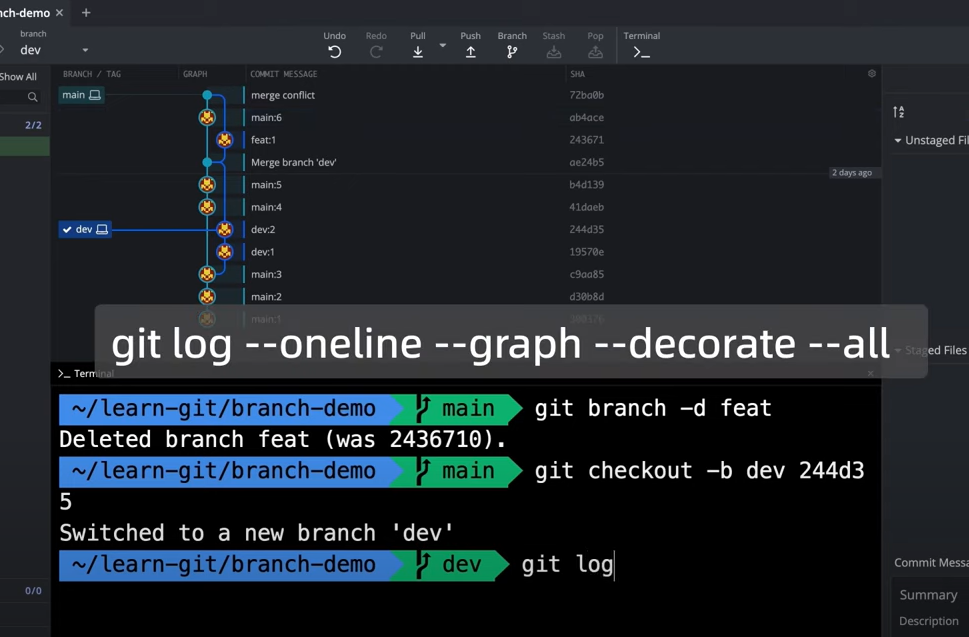 nch-demo × +
branch
dev
Undo Redo Pull Push Branch Stash Pop Terminal
Show All
BRANCH / TAG GRAPH COMMIT MESSAGE SHA
main merge conflict 72ba0b
main:6 ab4ace
2/2
feat:1 243671
Unstaged Fil
Merge branch 'dev' ae24b5
2 days ago
main:5 b4d139
main:4 41daeb
dev dev:2 244d35
dev:1 19570e
main:3 c9aa85
main:2 d30b8d
main:1 300376
git log --oneline --graph --decorate --all
Staged Files
>_ Terminal ×
~/learn-git/branch-demo main git branch -d feat
Deleted branch feat (was 2436710).
~/learn-git/branch-demo main git checkout -b dev 244d3
5
Switched to a new branch 'dev'
~/learn-git/branch-demo dev git log
Commit Messa
0/0
Summary
Description